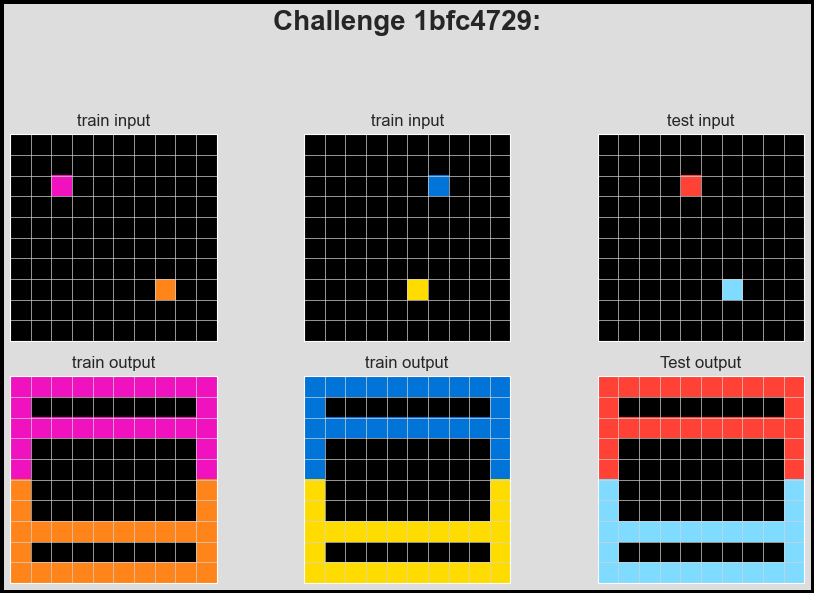 Challenge 1bfc4729:
train input
train input
test input
train output
train output
Test output